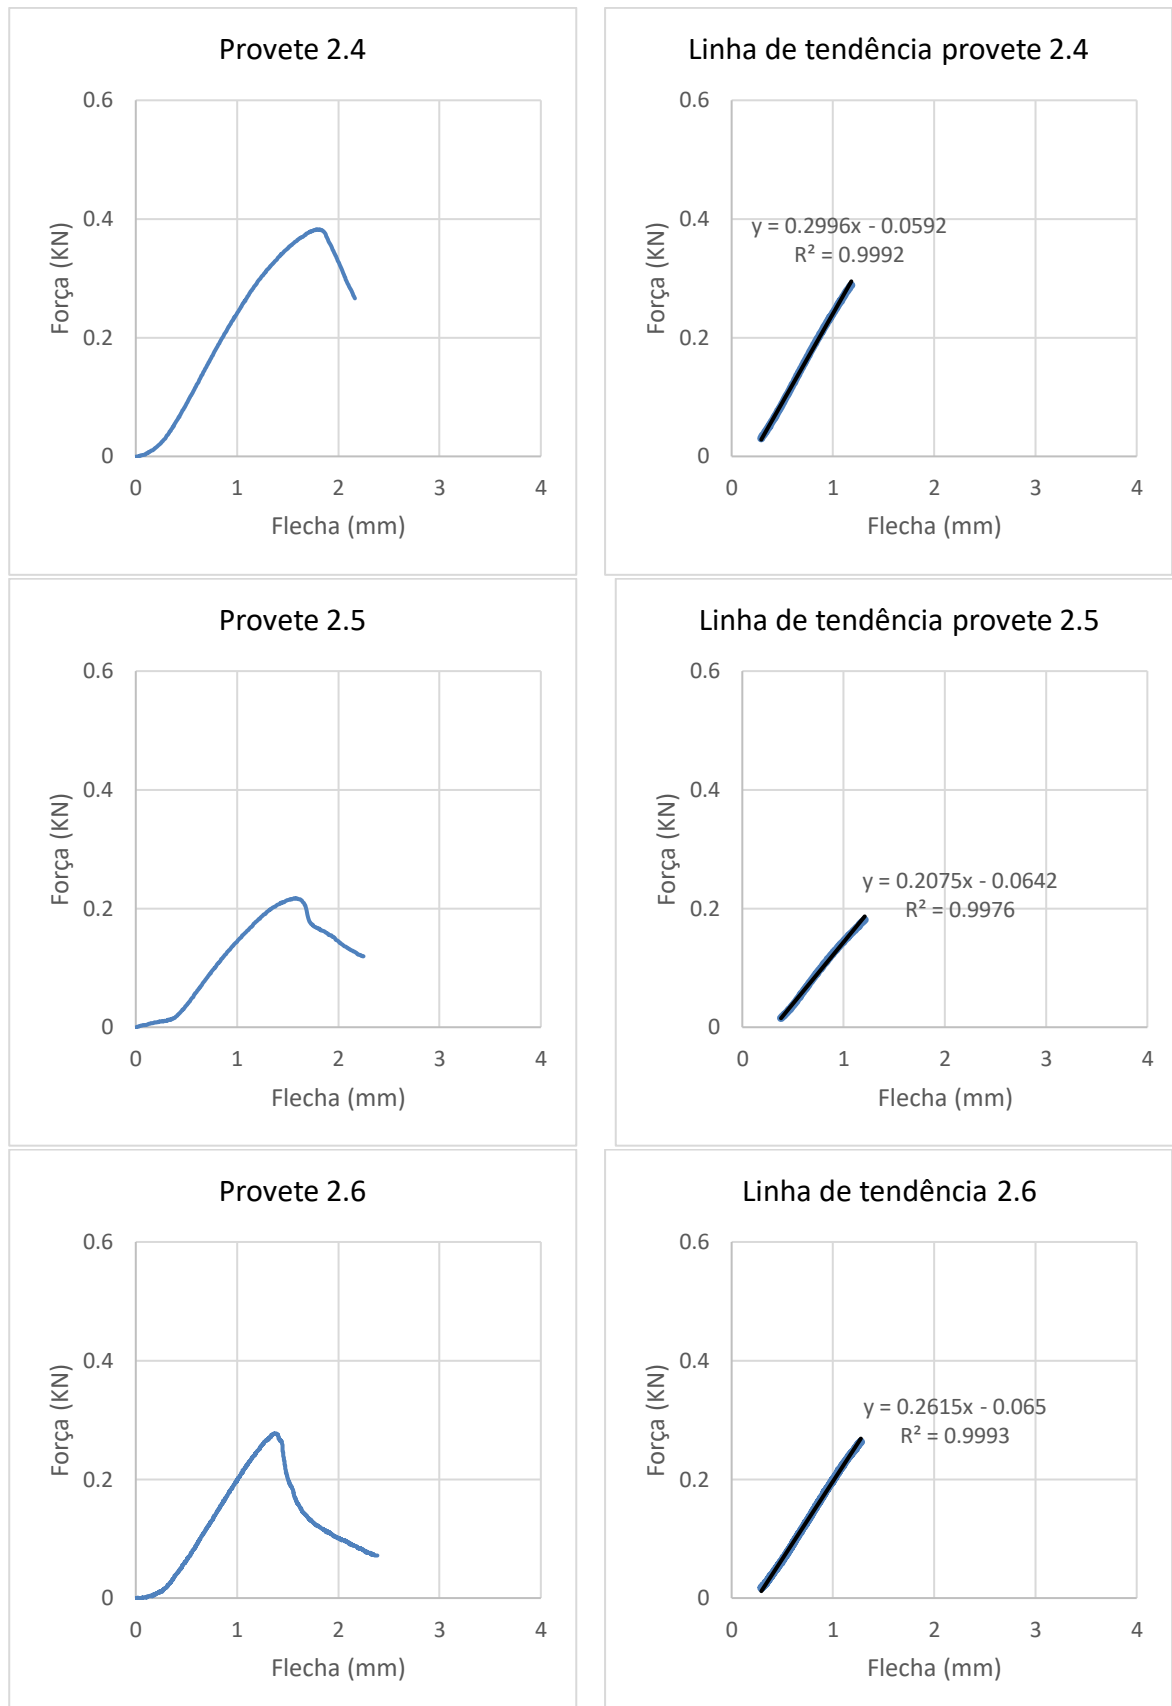 Provete 2.4
0.6
0.4
0.2
0
0 1 2 3 4
Força (KN)
Flecha (mm)
Linha de tendência provete 2.4
0.6
0.4
0.2
0
0 1 2 3 4
Força (KN)
Flecha (mm)
y = 0.2996x - 0.0592
R² = 0.9992
Provete 2.5
0.6
0.4
0.2
0
0 1 2 3 4
Força (KN)
Flecha (mm)
Linha de tendência provete 2.5
0.6
0.4
0.2
0
0 1 2 3 4
Força (KN)
Flecha (mm)
y = 0.2075x - 0.0642
R² = 0.9976
Provete 2.6
0.6
0.4
0.2
0
0 1 2 3 4
Força (KN)
Flecha (mm)
Linha de tendência 2.6
0.6
0.4
0.2
0
0 1 2 3 4
Força (KN)
Flecha (mm)
y = 0.2615x - 0.065
R² = 0.9993